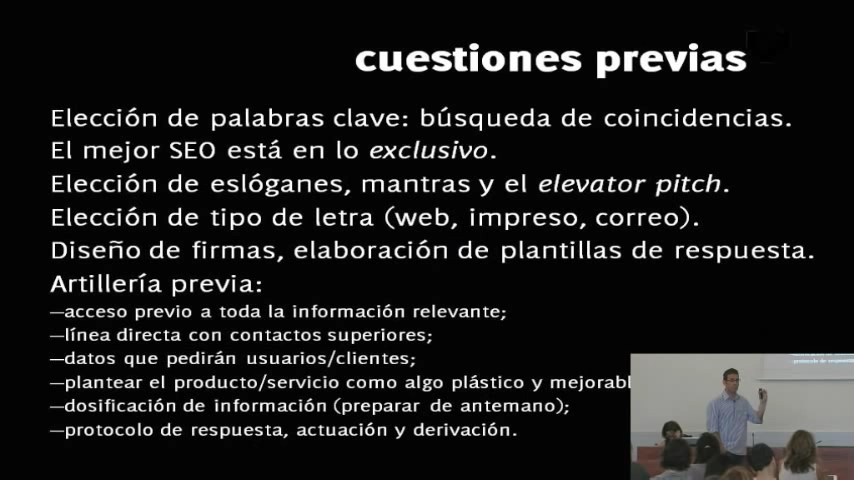 cuestiones previas
Elección de palabras clave: búsqueda de coincidencias.
El mejor SEO está en lo exclusivo.
Elección de eslóganes, mantras y el elevator pitch.
Elección de tipo de letra (web, impreso, correo).
Diseño de firmas, elaboración de plantillas de respuesta.
Artillería previa:
—acceso previo a toda la información relevante;
—línea directa con contactos superiores;
—datos que pedirán usuarios/clientes;
—plantear el producto/servicio como algo plástico y
—dosificación de información (preparar de antemano);
—protocolo de respuesta, actuación y derivación.